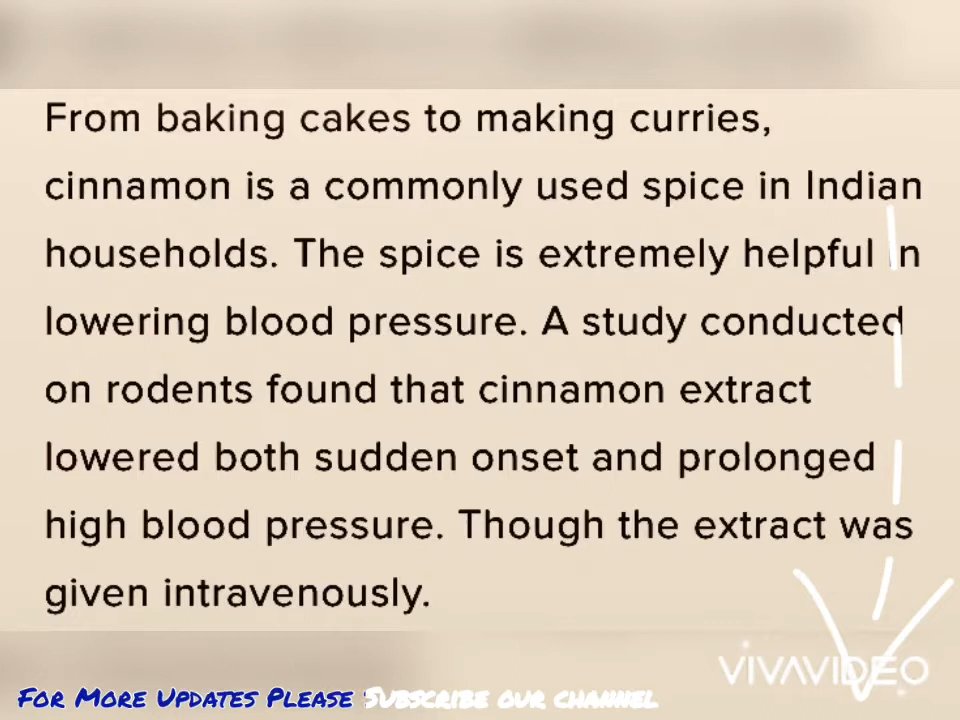 From baking cakes to making curries,
cinnamon is a commonly used spice in Indian
households. The spice is extremely helpful in
lowering blood pressure. A study conducted
on rodents found that cinnamon extract
lowered both sudden onset and prolonged
high blood pressure. Though the extract was
given intravenously.
VIVAVIDEO
For More Updates Please Subscribe our channel